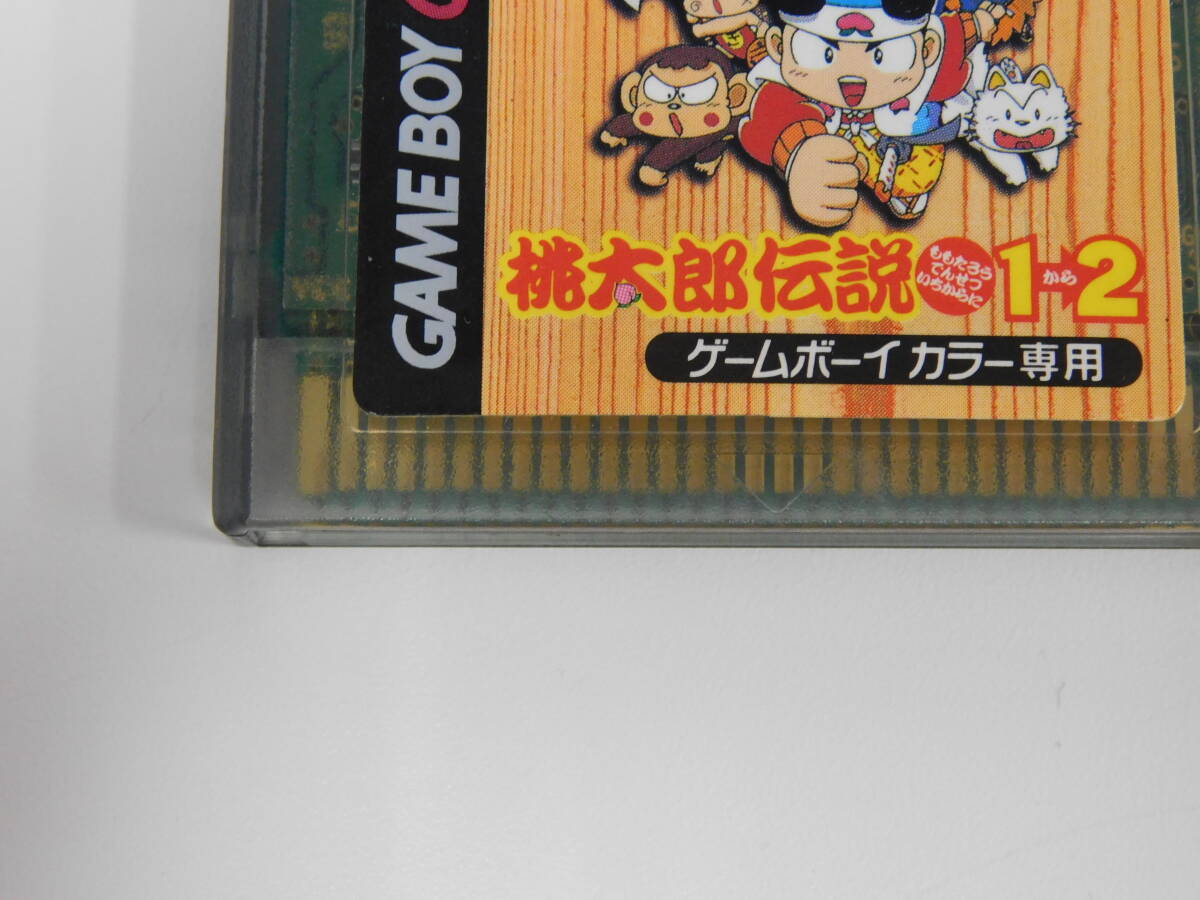 GAME BOY C
桃太郎伝説
ももたろう
でんせつ
いちからに
1から2
ゲームボーイ カラー専用